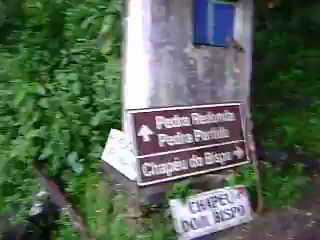 Pedra Redonda
Pedra Partida
Chapéu do Bispo
CHAPEU
DO BISPO